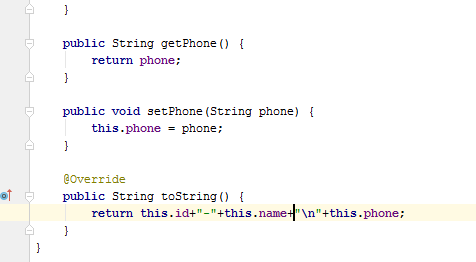 }
public String getPhone() {
return phone;
}
public void setPhone(String phone) {
this.phone = phone;
}
@Override
public String toString() {
return this.id+"-"+this.name+"\n"+this.phone;
}
}